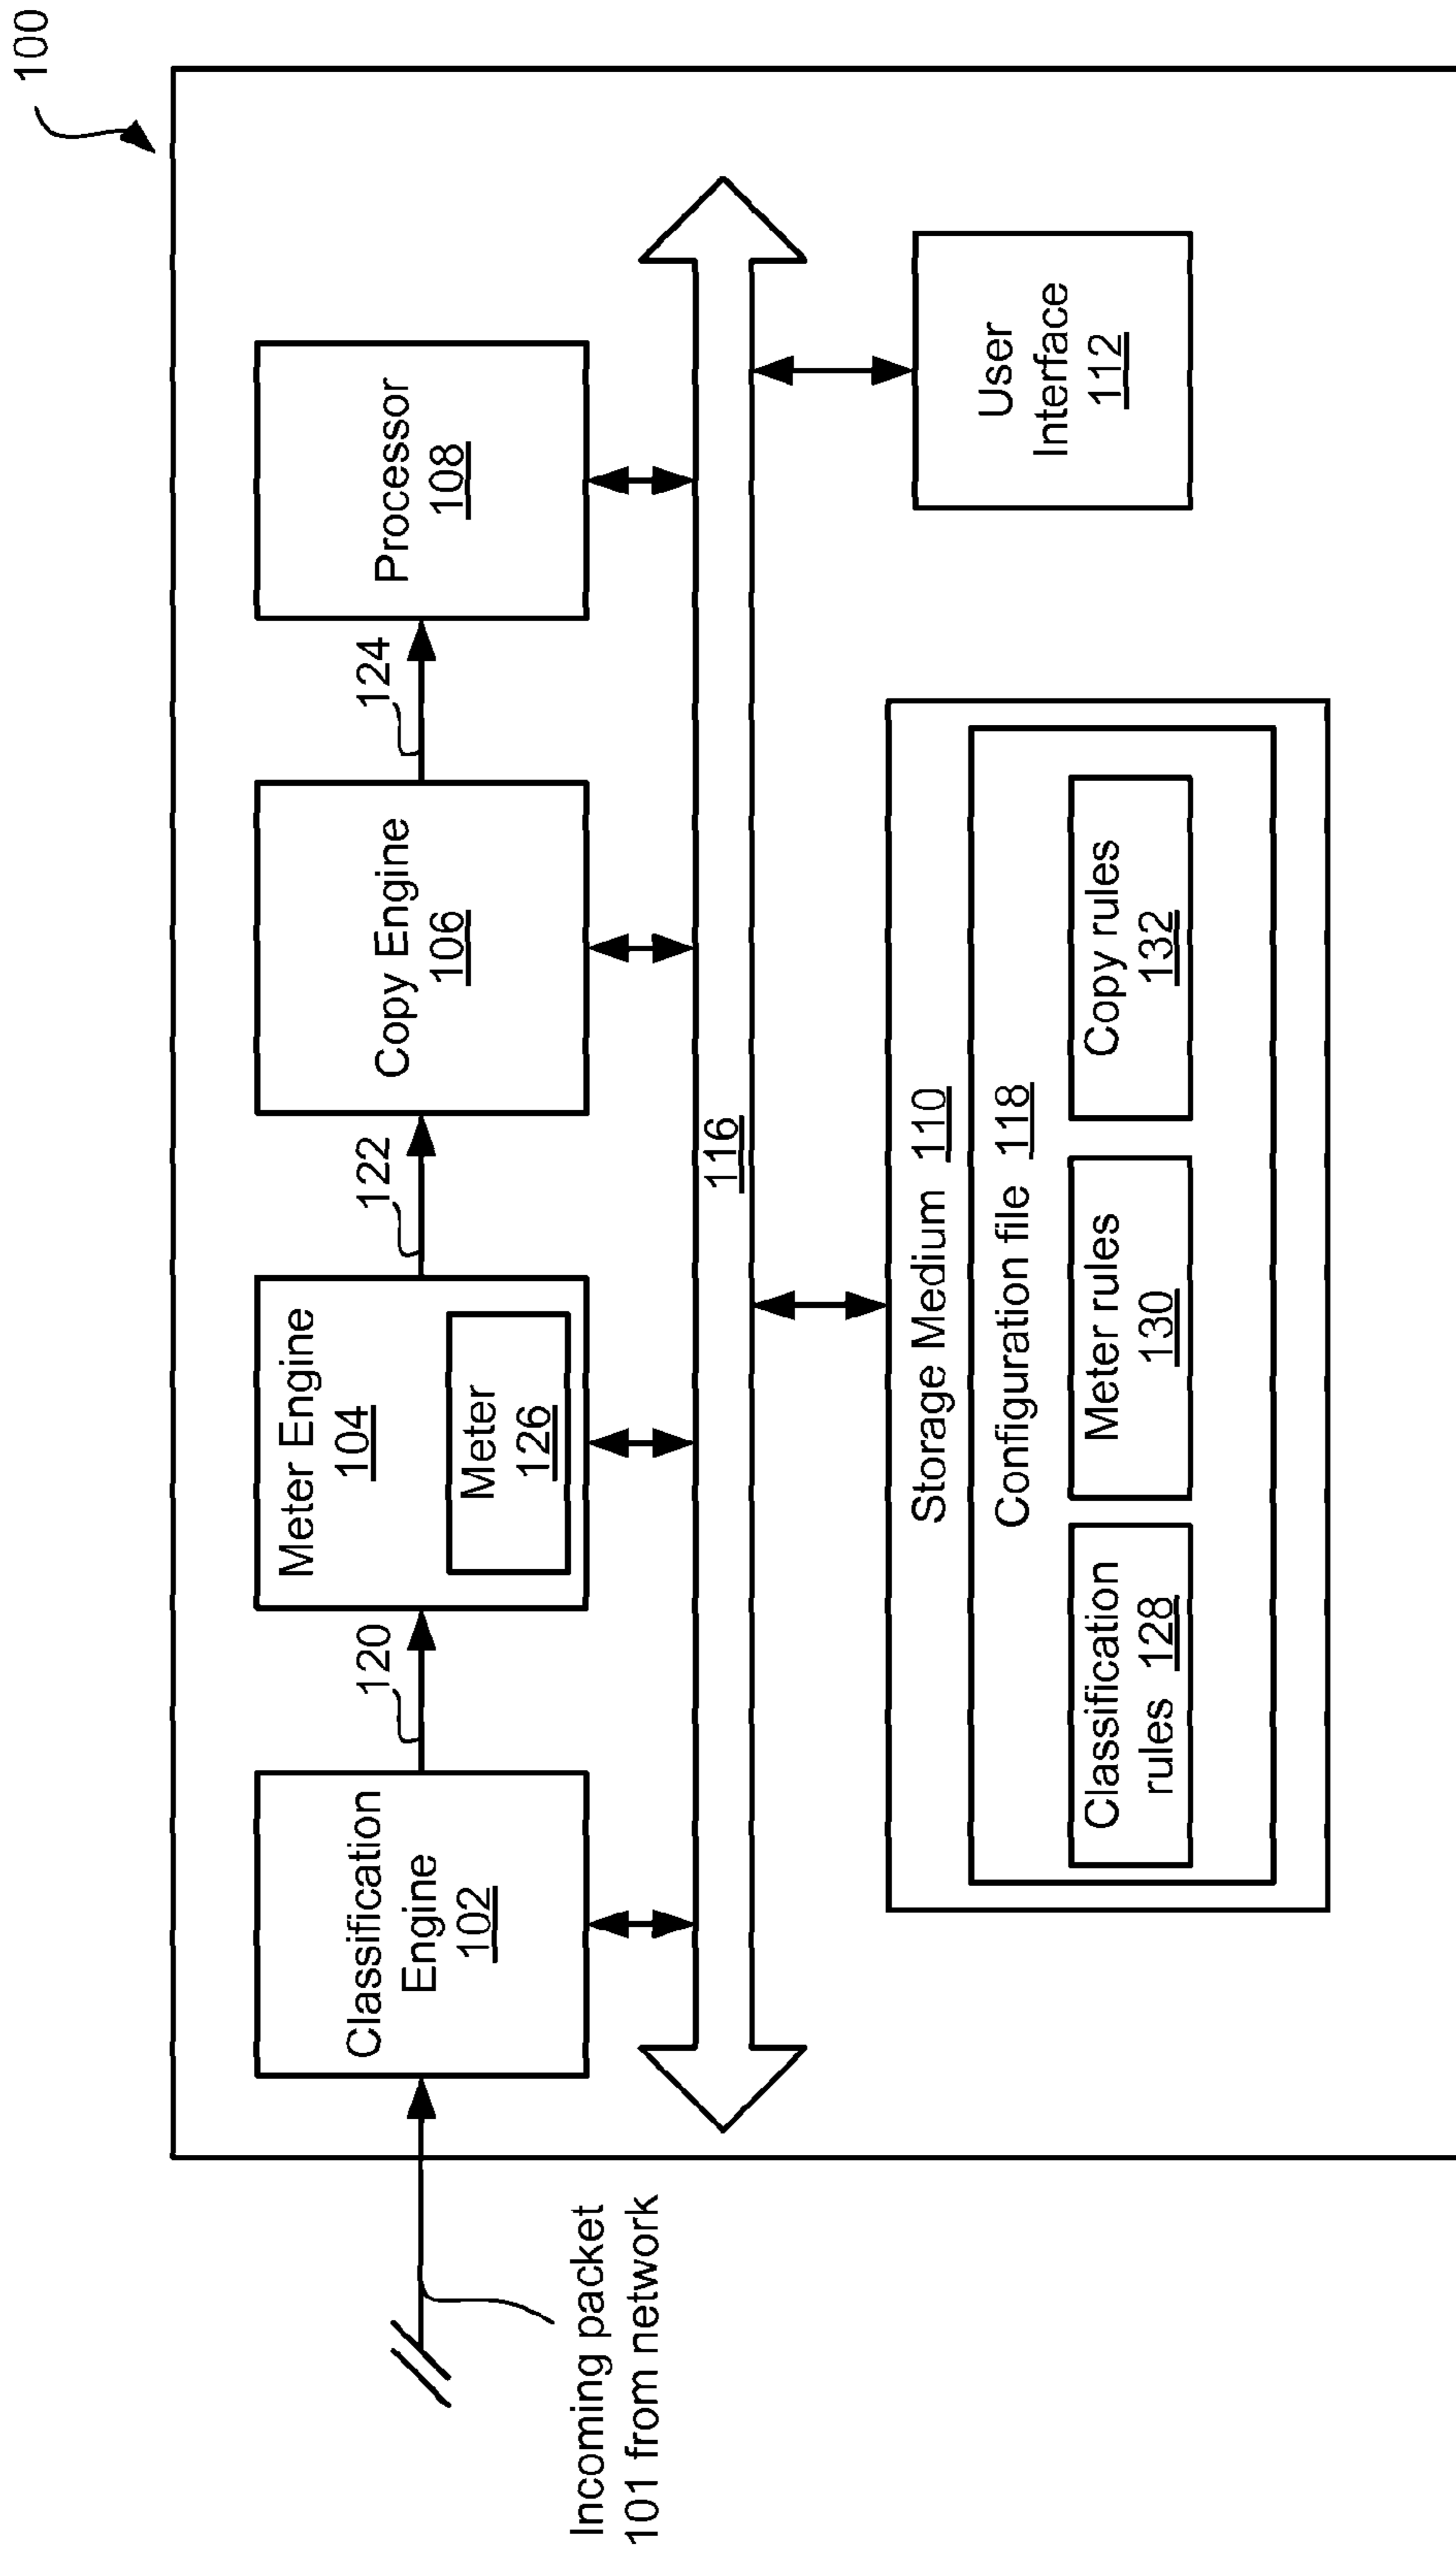 100
Classification
Engine
102
120
Meter Engine
104
Meter
126
122
Copy Engine
106
124
Processor
108
Incoming packet
101 from network
116
Storage Medium 110
Configuration file 118
Classification
rules 128
Meter rules
130
Copy rules
132
User
Interface
112